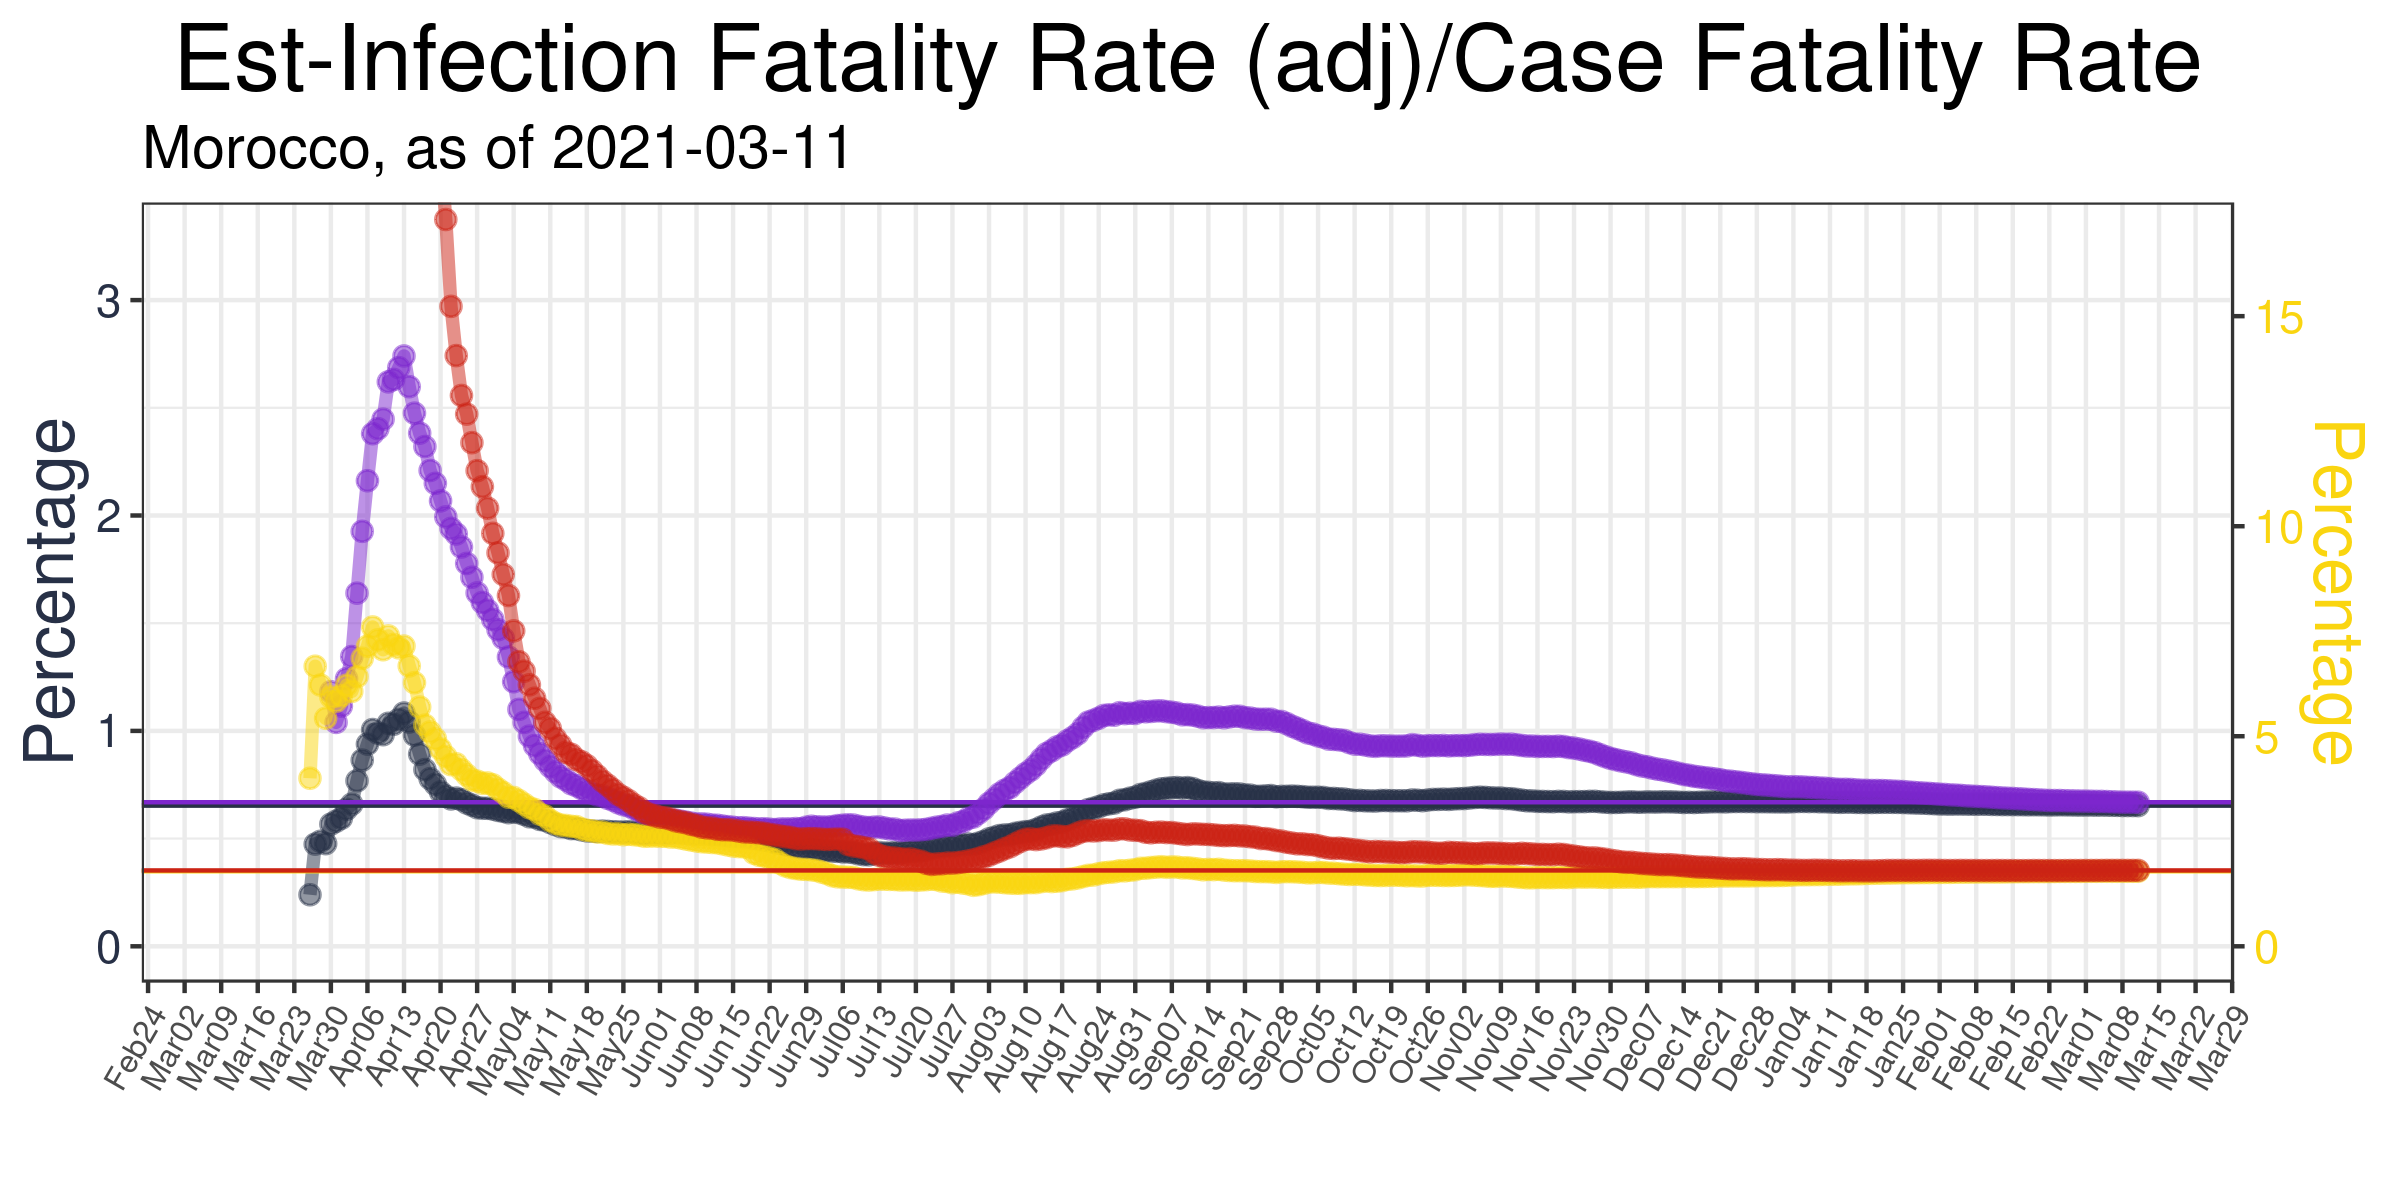 Est-Infection Fatality Rate (adj)/Case Fatality Rate
Morocco, as of 2021-03-11
Percentage
3
2
1
0
15
10
5
0
Percentage
Feb24
Mar02
Mar09
Mar16
Mar23
Mar30
Apr06
Apr13
Apr20
Apr27
May04
May11
May18
May25
Jun01
Jun08
Jun15
Jun22
Jun29
Jul06
Jul13
Jul20
Jul27
Aug03
Aug10
Aug17
Aug24
Aug31
Sep07
Sep14
Sep21
Sep28
Oct05
Oct12
Oct19
Oct26
Nov02
Nov09
Nov16
Nov23
Nov30
Dec07
Dec14
Dec21
Dec28
Jan04
Jan11
Jan18
Jan25
Feb01
Feb08
Feb15
Feb22
Mar01
Mar08
Mar15
Mar22
Mar29